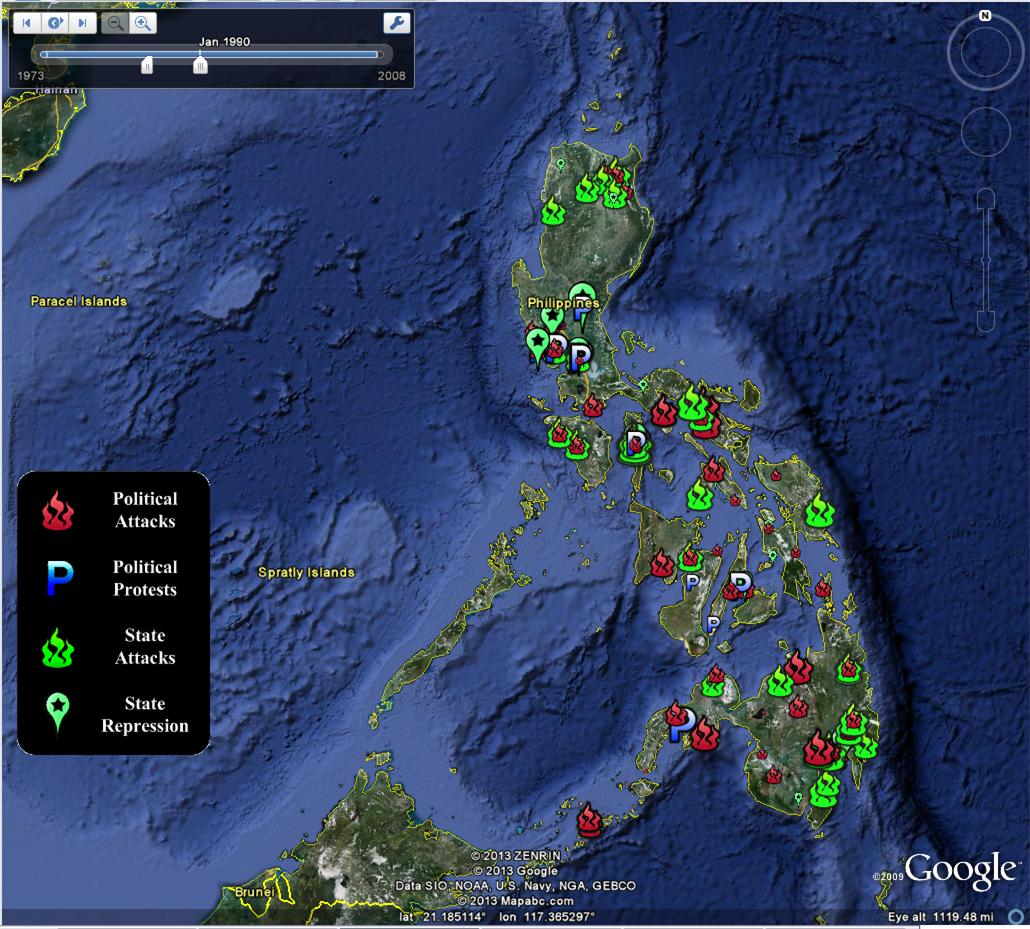 Jan 1990
1973
2008
Hainan
N
Paracel Islands
Philippines
Spratly Islands
Political
Attacks
P
Political
Protests
State
Attacks
State
Repression
Brunei
© 2013 ZENRIN
© 2013 Google
Data SIO, NOAA, U.S. Navy, NGA, GEBCO
© 2013 Mapabc.com
©2009 Google™
lat 21.185114° lon 117.365297°
Eye alt 1119.48 mi